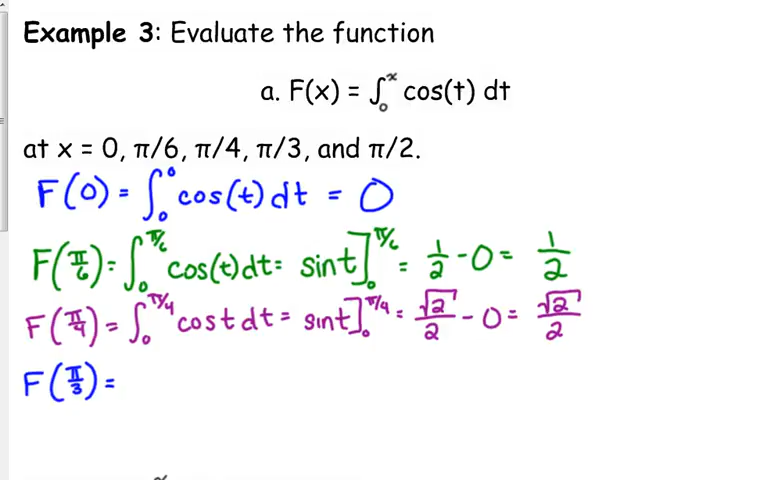 Example 3: Evaluate the function
a. F(x) = ∫₀ˣ cos(t) dt
at x = 0, π/6, π/4, π/3, and π/2.
F(0) = ∫₀⁰ cos(t) dt = 0
F(π/6) = ∫₀^π/6 cos(t) dt = sin t]₀^π/6 = 1/2 - 0 = 1/2
F(π/4) = ∫₀^π/4 cos t dt = sin t]₀^π/4 = √2/2 - 0 = √2/2
F(π/3) =